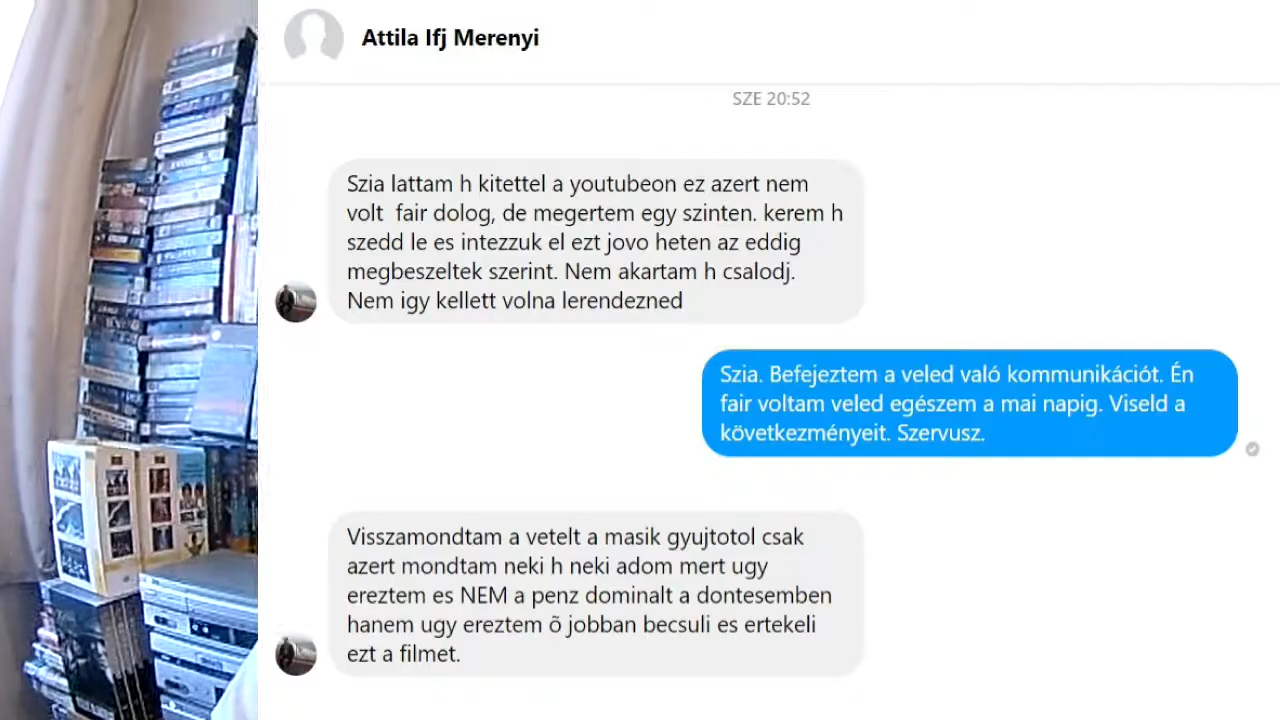 Attila Ifj Merenyi
SZE 20:52
Szia lattam h kitettel a youtubeon ez azert nem
volt fair dolog, de megertem egy szinten. kerem h
szedd le es intezzuk el ezt jovo heten az eddig
megbeszeltek szerint. Nem akartam h csalodj.
Nem igy kellett volna lerendezned
Szia. Befejeztem a veled való kommunikációt. Én
fair voltam veled egészem a mai napig. Viseld a
következményeit. Szervusz.
Visszamondtam a vetelt a masik gyujtotol csak
azert mondtam neki h neki adom mert ugy
ereztem es NEM a penz dominalt a dontesemben
hanem ugy ereztem õ jobban becsuli es ertekeli
ezt a filmet.